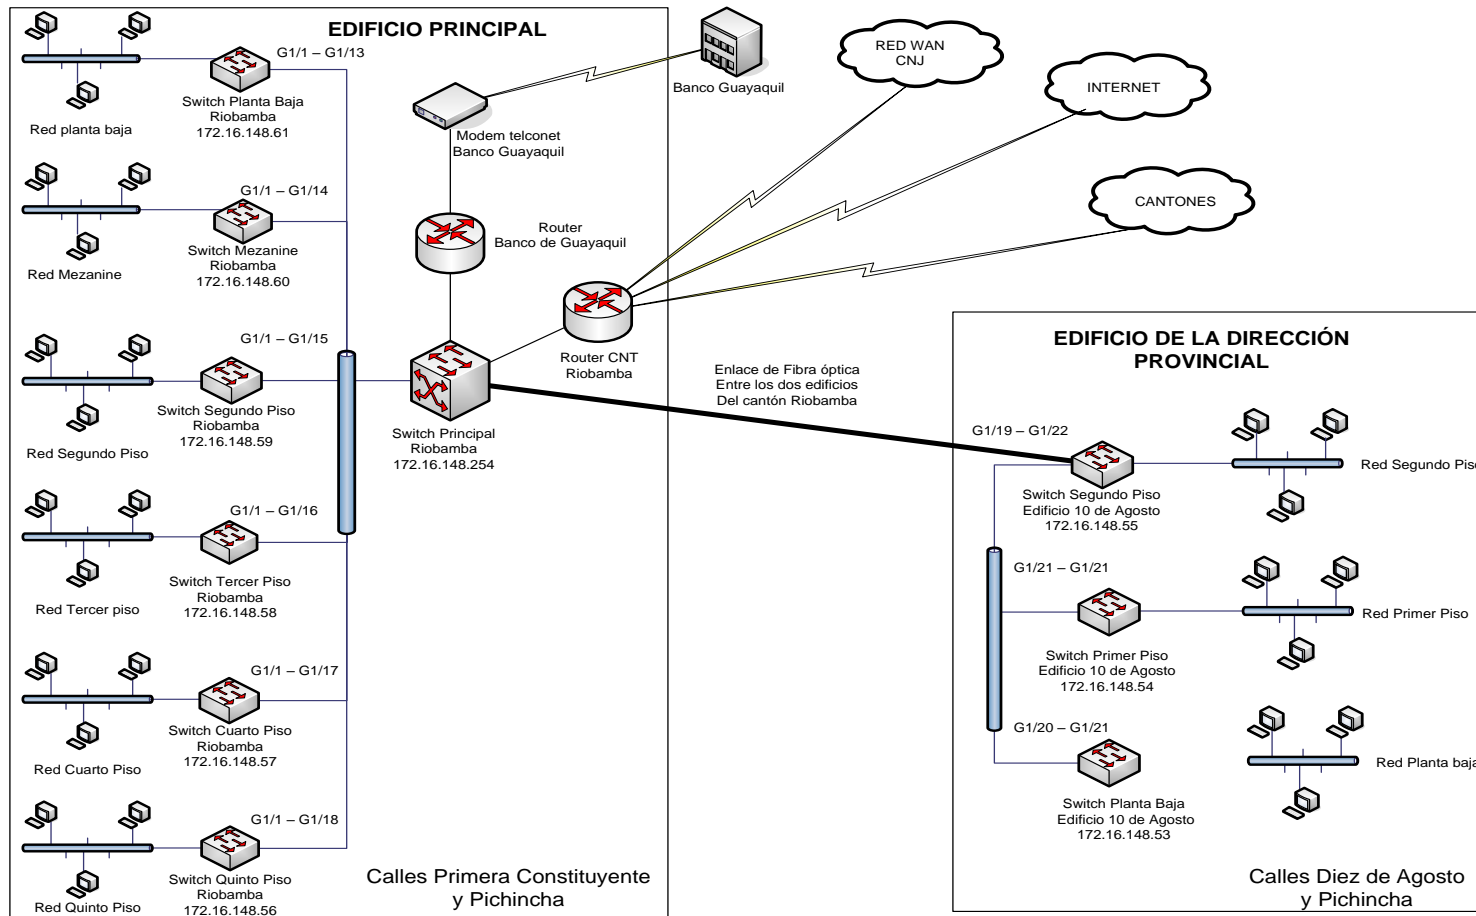 EDIFICIO PRINCIPAL
G1/1 – G1/13
Switch Planta Baja
Riobamba
172.16.148.61
Red planta baja
G1/1 – G1/14
Switch Mezanine
Riobamba
172.16.148.60
Red Mezanine
G1/1 – G1/15
Switch Segundo Piso
Riobamba
172.16.148.59
Red Segundo Piso
G1/1 – G1/16
Switch Tercer Piso
Riobamba
172.16.148.58
Red Tercer piso
G1/1 – G1/17
Switch Cuarto Piso
Riobamba
172.16.148.57
Red Cuarto Piso
G1/1 – G1/18
Switch Quinto Piso
Riobamba
172.16.148.56
Red Quinto Piso
Modem telconet
Banco Guayaquil
Banco Guayaquil
Router
Banco de Guayaquil
Switch Principal
Riobamba
172.16.148.254
Router CNT
Riobamba
Calles Primera Constituyente
y Pichincha
RED WAN
CNJ
INTERNET
CANTONES
Enlace de Fibra óptica
Entre los dos edificios
Del cantón Riobamba
EDIFICIO DE LA DIRECCIÓN
PROVINCIAL
G1/19 – G1/22
Switch Segundo Piso
Edificio 10 de Agosto
172.16.148.55
Red Segundo Piso
G1/21 – G1/21
Switch Primer Piso
Edificio 10 de Agosto
172.16.148.54
Red Primer Piso
G1/20 – G1/21
Switch Planta Baja
Edificio 10 de Agosto
172.16.148.53
Red Planta baja
Calles Diez de Agosto
y Pichincha